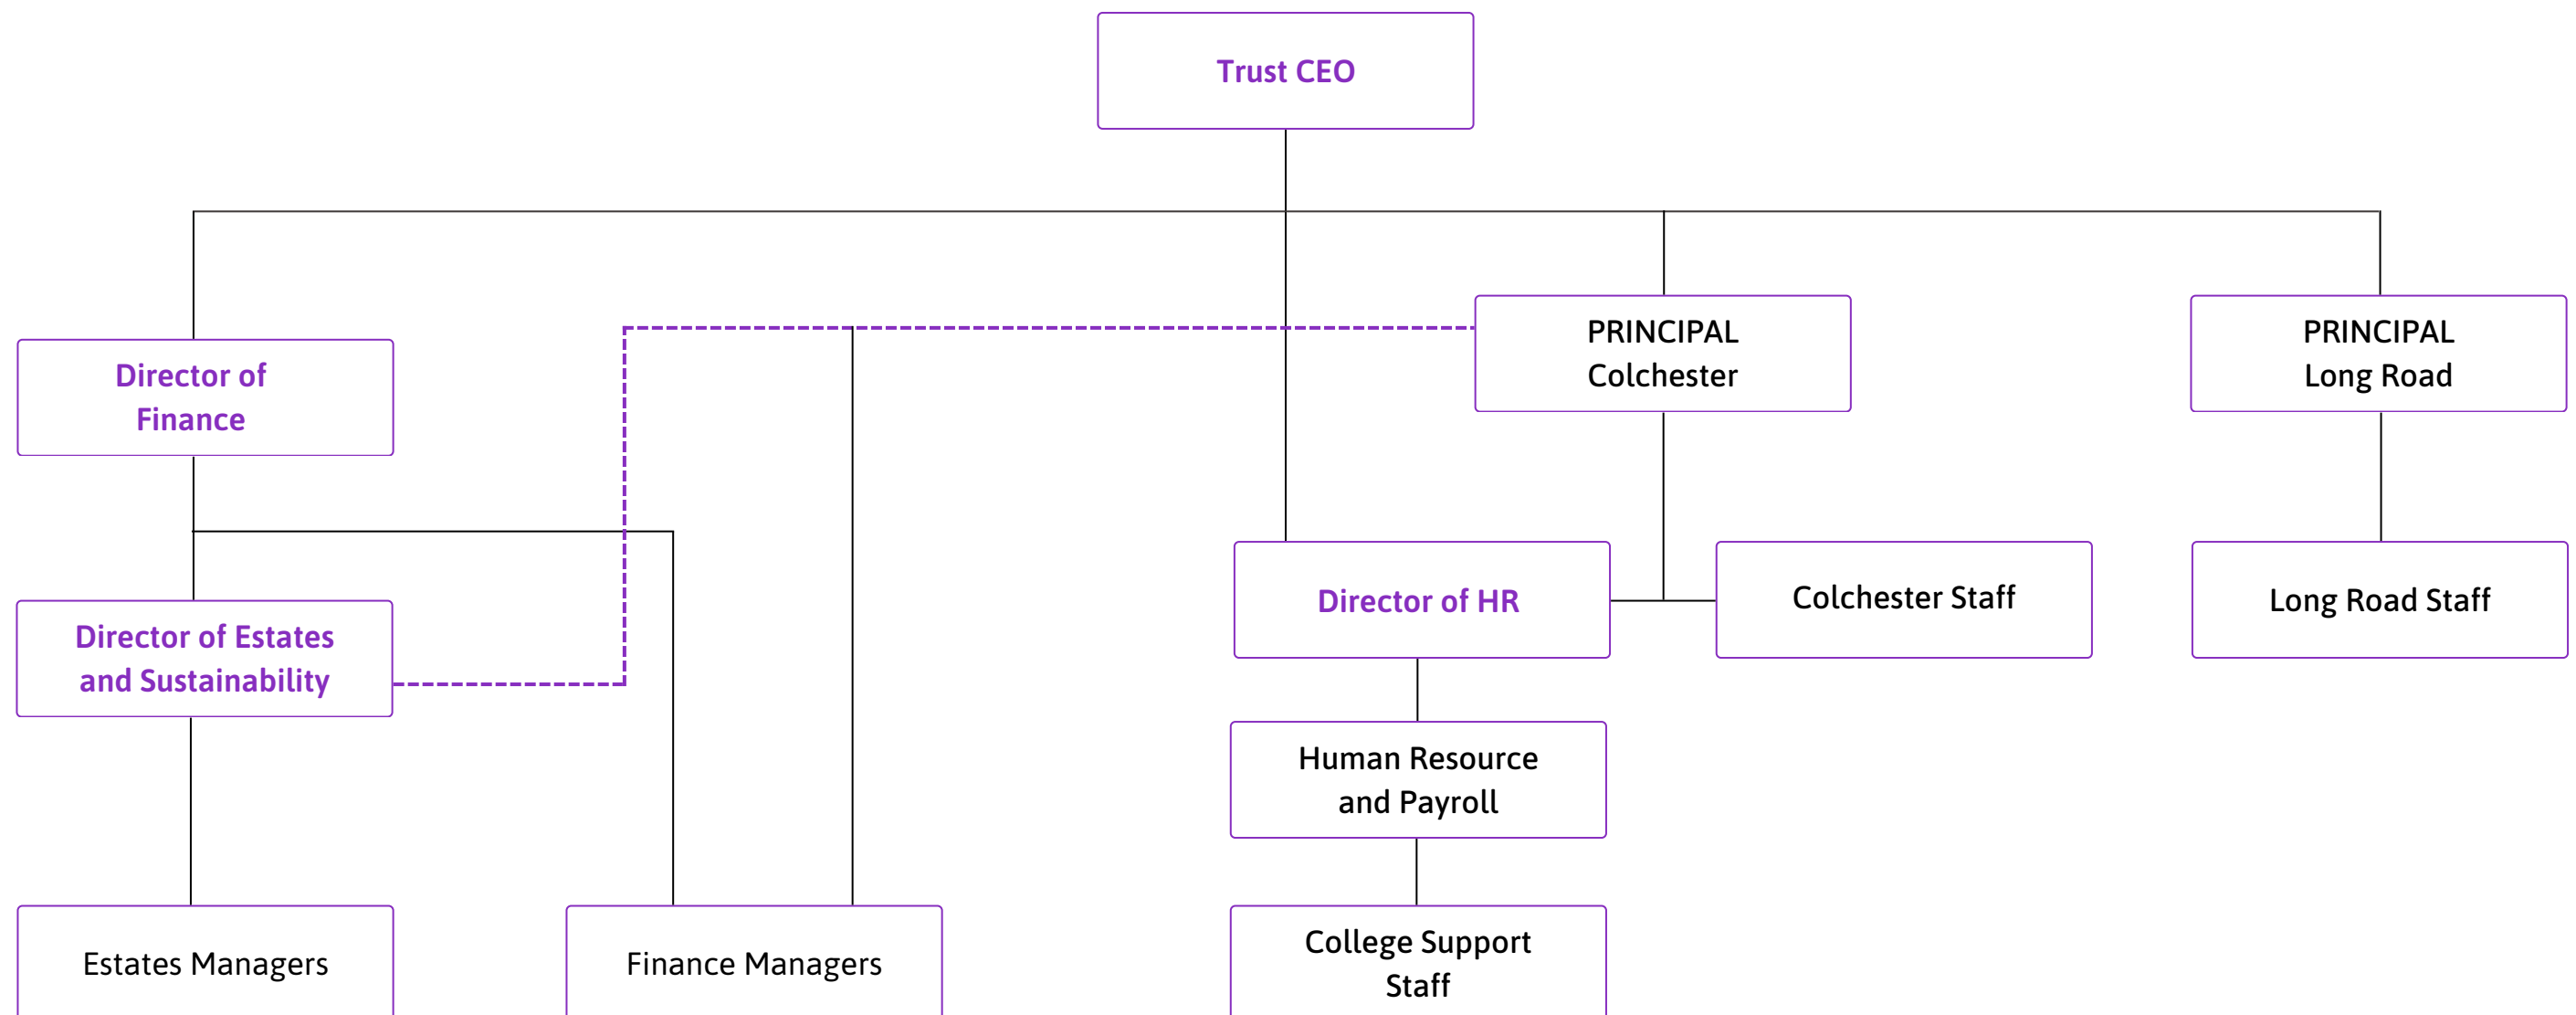 Trust CEO
PRINCIPAL
Colchester
PRINCIPAL
Long Road
Director of
Finance
Director of HR
Colchester Staff
Long Road Staff
Director of Estates
and Sustainability
Human Resource
and Payroll
Estates Managers
Finance Managers
College Support
Staff